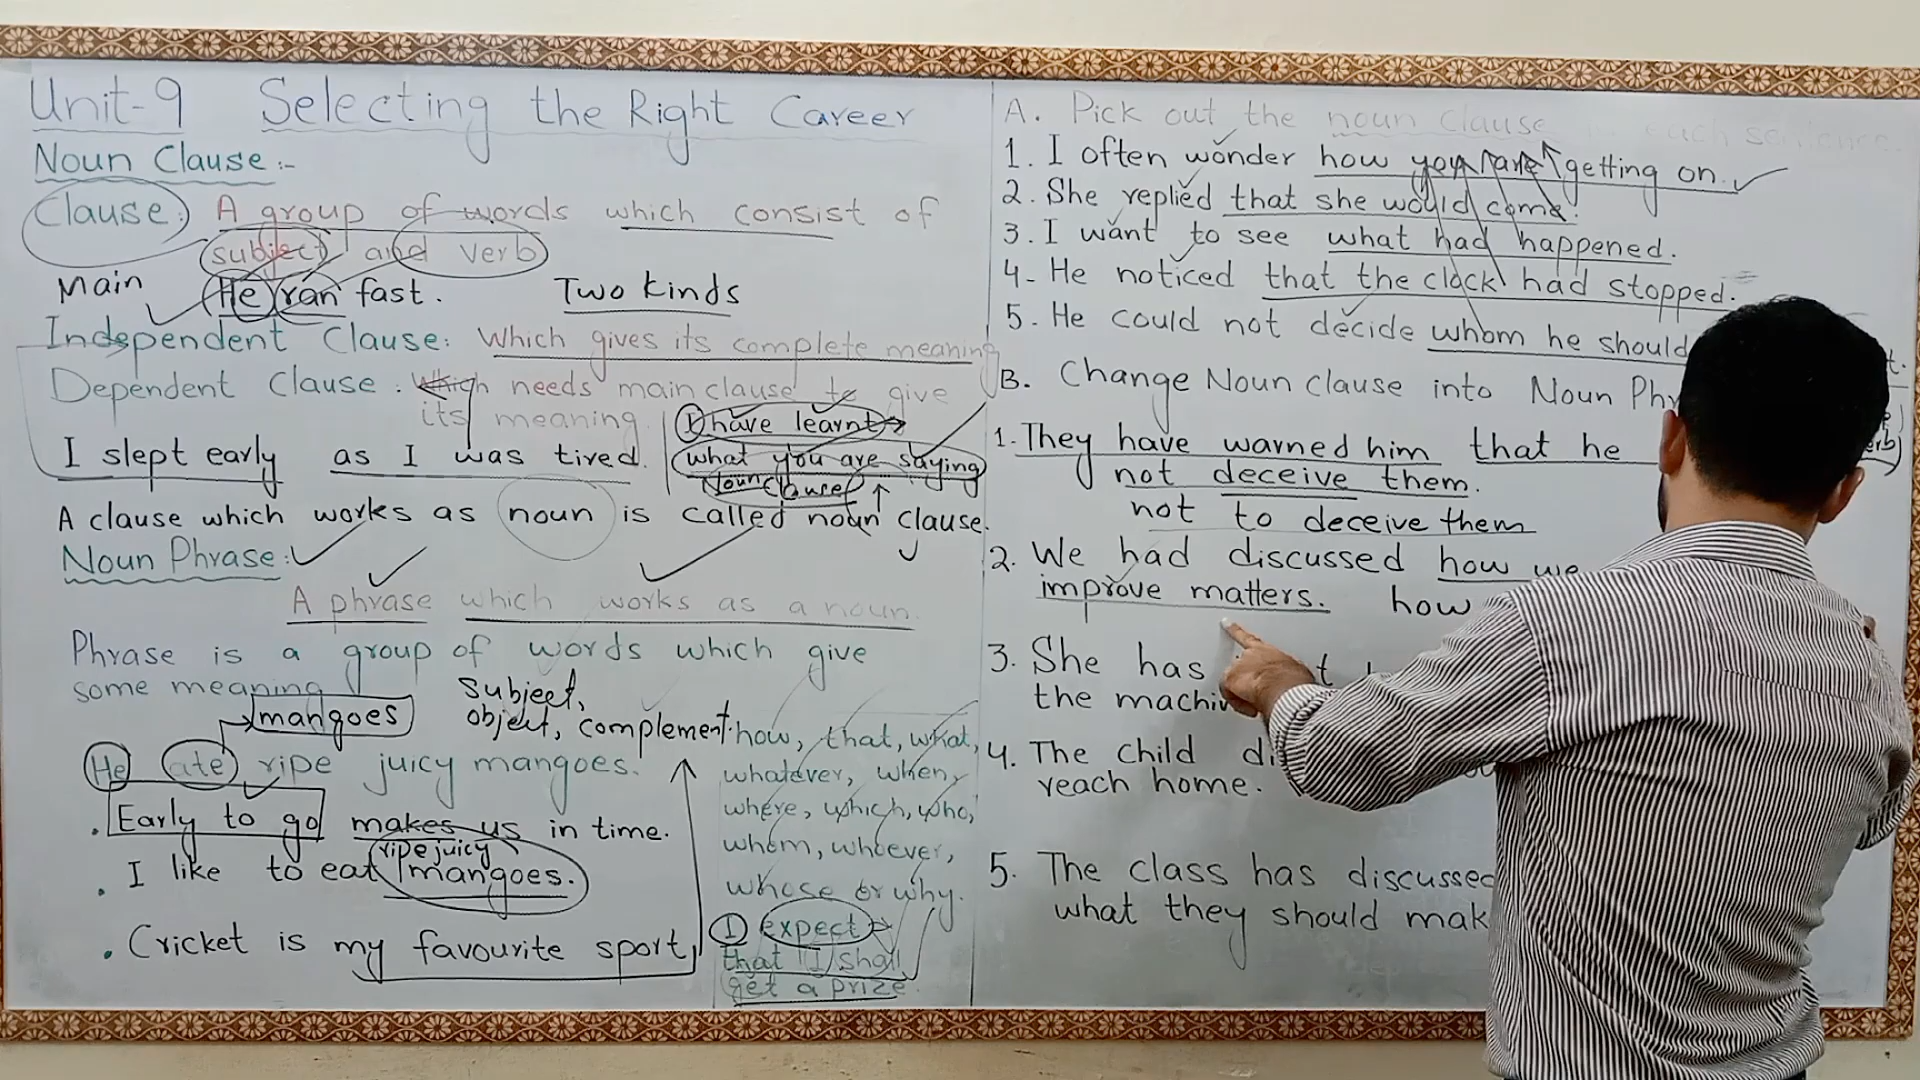 Unit-9 Selecting the Right Career
Noun Clause :-
Clause: A group of words which consist of
subject and verb
Main He ran fast. Two kinds
Independent Clause: Which gives its complete meaning
Dependent Clause. Which needs main clause to give
its meaning.
I slept early as I was tired.
I have learnt
what you are saying
Noun Clause
A clause which works as noun is called noun clause.
Noun Phrase:
A phrase which works as a noun.
Phrase is a group of words which give
some meaning
mangoes
Subject,
object, complement.
He ate ripe juicy mangoes.
Early to go makes us in time.
ripe juicy
. I like to eat mangoes.
. Cricket is my favourite sport
how, that, what,
whatever, when,
where, which, who,
whom, whoever,
whose or why.
I expect
that I shall
get a prize.
A. Pick out the noun clause in each sentence.
1. I often wonder how you are getting on.
2. She replied that she would come.
3. I want to see what had happened.
4- He noticed that the clock had stopped.
5. He could not decide whom he should
B. Change Noun clause into Noun
1. They have warned him that he
not deceive them.
not to deceive them
2. We had discussed how we
improve matters. how
3. She has
the
4. The child
reach home.
5. The class has discussed
what they should